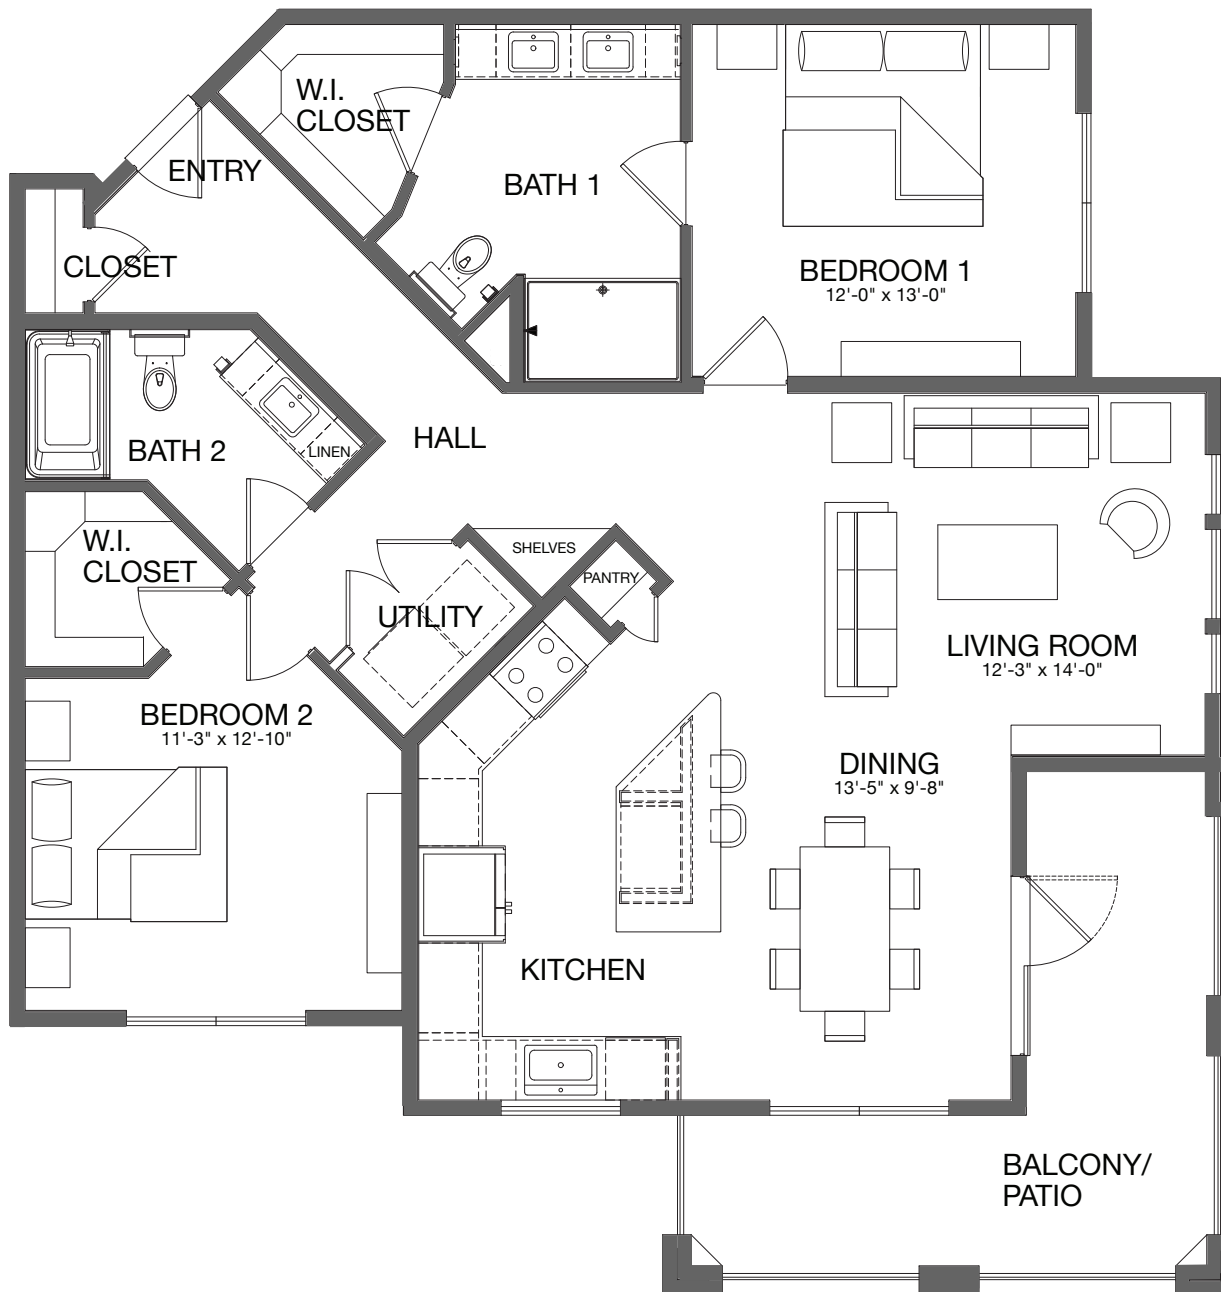 W.I.
CLOSET
ENTRY
BATH 1
CLOSET
BEDROOM 1
12'-0" x 13'-0"
HALL
BATH 2
LINEN
W.I.
CLOSET
SHELVES
PANTRY
UTILITY
LIVING ROOM
12'-3" x 14'-0"
BEDROOM 2
11'-3" x 12'-10"
DINING
13'-5" x 9'-8"
KITCHEN
BALCONY/
PATIO